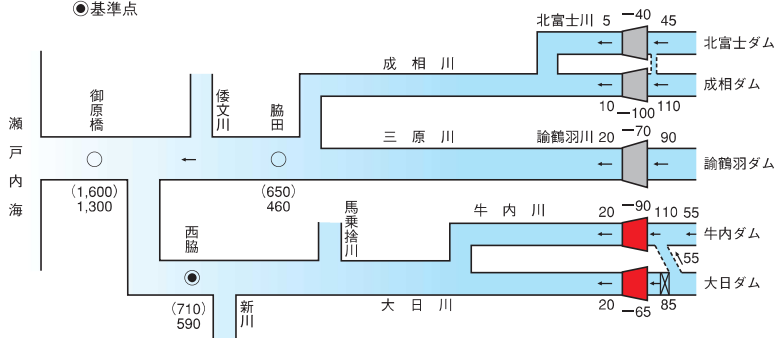 ◉基準点
北富士川 5 －40 45
北富士ダム
成相川
成相ダム
10 －100 110
御原橋
倭文川
脇田
三原川
諭鶴羽川 20 －70 90
諭鶴羽ダム
瀬戸内海
(1,600)
1,300
(650)
460
馬乗捨川
牛内川
20 －90 110 55
牛内ダム
西脇
55
大日ダム
(710)
590
新川
大日川
20 －65 85